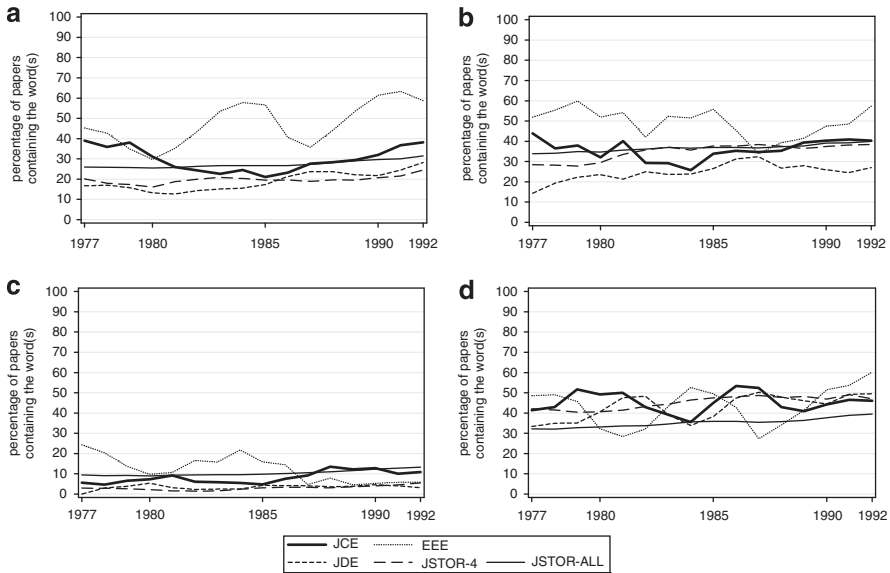 a
percentage of papers
containing the word(s)
100
90
80
70
60
50
40
30
20
10
0
1977 1980 1985 1990 1992
b
percentage of papers
containing the word(s)
100
90
80
70
60
50
40
30
20
10
0
1977 1980 1985 1990 1992
c
percentage of papers
containing the word(s)
100
90
80
70
60
50
40
30
20
10
0
1977 1980 1985 1990 1992
d
percentage of papers
containing the word(s)
100
90
80
70
60
50
40
30
20
10
0
1977 1980 1985 1990 1992
JCE EEE
JDE JSTOR-4 JSTOR-ALL